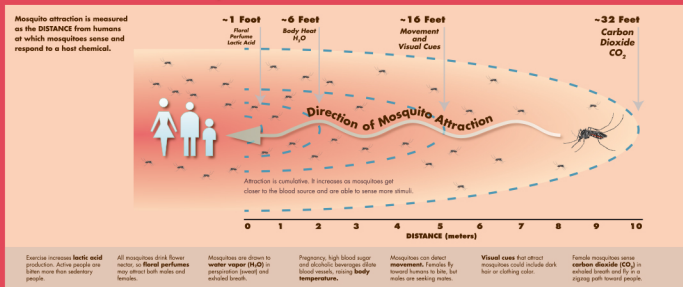 Mosquito attraction is measured
as the DISTANCE from humans
at which mosquitoes sense and
respond to a host chemical.
~1 Foot
Floral
Perfume
Lactic Acid
~6 Feet
Body Heat
H2O
~16 Feet
Movement
and
Visual Cues
~32 Feet
Carbon
Dioxide
CO2
Direction of Mosquito Attraction
Attraction is cumulative. It increases as mosquitoes get
closer to the blood source and are able to sense more stimuli.
0 1 2 3 4 5 6 7 8 9 10
DISTANCE (meters)
Exercise increases lactic acid
production. Active people are
bitten more than sedentary
people.
All mosquitoes drink flower
nectar, so floral perfumes
may attract both males and
females.
Mosquitoes are drawn to
water vapor (H2O) in
perspiration (sweat) and
exhaled breath.
Pregnancy, high blood sugar
and alcoholic beverages dilate
blood vessels, raising body
temperature.
Mosquitoes can detect
movement. Females fly
toward humans to bite, but
males are seeking mates.
Visual cues that attract
mosquitoes could include dark
hair or clothing color.
Female mosquitoes sense
carbon dioxide (CO2) in
exhaled breath and fly in a
zigzag path toward people.